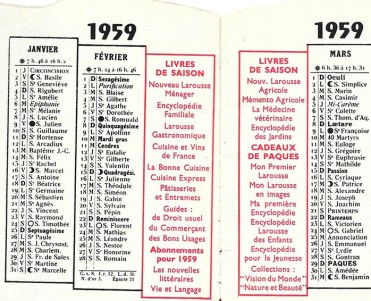 1959
JANVIER
1 J CIRCONCISION
2 V S. Basile
3 S Ste Geneviève
4 D S. Rigobert
5 L Sf Amélie
6 M Epiphanie
7 M Ste Mélanie
8 J S. Lucien
9 V S. Julien
10 S S. Guillaume
11 D Ste Hortense
12 L S. Arcadius
13 M Baptême J.-C.
14 M S. Félix
15 J S. Rachel
16 V S. Marcel
17 S S. Antoine
18 D Ste Béatrice
19 L Ste Germaine
20 M S. Sébastien
21 M Ste Agnès
22 J S. Vincent
23 V S. Raymond
24 S S. Timothée
25 D Septuagésime
26 L Ste Paule
27 M S. J. Chrysost.
28 M S. Charlem.
29 J S. Fr. de Sales
30 V Ste Martine
31 S Ste Marcelle
FÉVRIER
7 h. 24 à 16 h. 46
1 D Sexagésime
2 L Purification
3 M S. Blaise
4 M S. Gilbert
5 J Ste Agathe
6 V Ste Dorothée
7 S S. Romuald
8 D Quinquagésime
9 L Ste Apolline
10 M Mardi gras
11 M Cendres
12 J Ste Eulalie
13 V Ste Gilberte
14 S S. Valentin
15 D Quadragési.
16 L Ste Julienne
17 M S. Théodule
18 M S. Siméon
19 J S. Gabin
20 V S. Sylvain
21 S S. Pépin
22 D Reminiscere
23 L S. Florent
24 M S. Mathias
25 M S. Léandre
26 J S. Nestor
27 V S. Honorine
28 S S. Romain
LIVRES
DE SAISON
Nouveau Larousse
Ménager
Encyclopédie
Familiale
Larousse
Gastronomique
Cuisine et Vins
de France
La Bonne Cuisine
Cuisine Express
Pâtisseries
et Entremets
Guides :
de Droit usuel
du Commerçant
des Bons Usages
Abonnements
pour 1959
Les nouvelles
littéraires
Vie et Langage
LIVRES
DE SAISON
Nouv. Larousse
Agricole
Mémento Agricole
La Médecine
vétérinaire
Encyclopédie
des Jardins
CADEAUX
DE PAQUES
Mon Premier
Larousse
Mon Larousse
en images
Ma première
Encyclopédie
Encyclopédie
Larousse
des Enfants
Encyclopédie
pour la Jeunesse
Collections :
"Vision du Monde"
"Nature et Beauté"
1959
MARS
6 h. 36 à 17 h. 31
1 D Oculi
2 L S. Simplice
3 M S. Marin
4 M S. Casimir
5 J Mi-Carême
6 V Ste Colette
7 S S. Thom. d'Aq.
8 D Lætare
9 L Ste Françoise
10 M 40 Martyrs
11 M S. Euloge
12 J S. Grégoire
13 V Ste Euphrasie
14 S Ste Mathilde
15 D Passion
16 L S. Cyriaque
17 M S. Patrice
18 M S. Alexandre
19 J S. Joseph
20 V S. Joachim
21 S PRINTEMPS
22 D Rameaux
23 L S. Victorien
24 M S. Gabriel
25 M Annonciation
26 J S. Emmanuel
27 V Ste Lydie
28 S S. Gontran
29 D PAQUES
30 L S. Amédée
31 M S. Benjamin